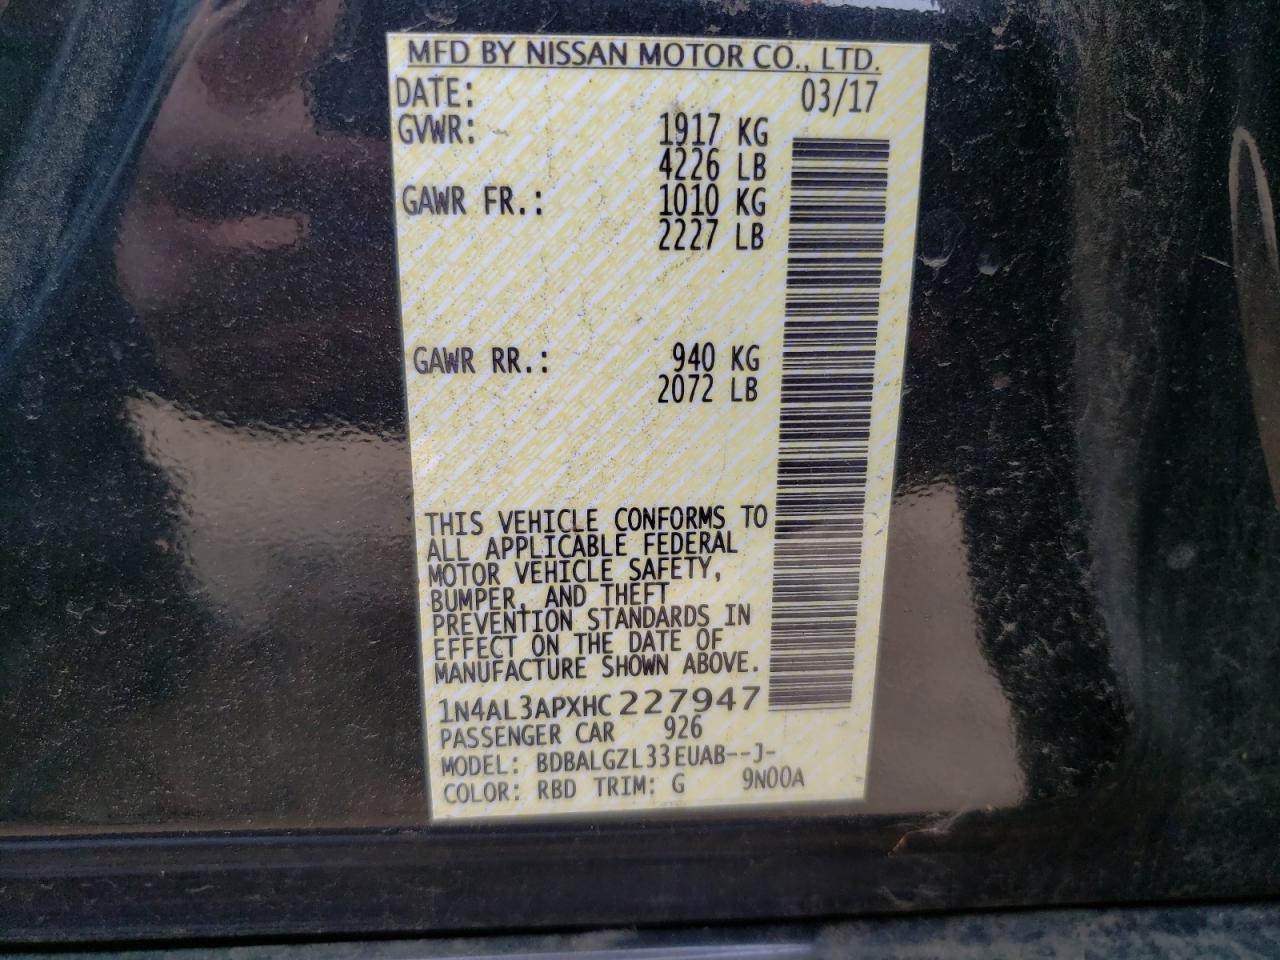 MFD BY NISSAN MOTOR CO., LTD.
DATE: 03/17
GVWR: 1917 KG
4226 LB
GAWR FR.: 1010 KG
2227 LB
GAWR RR.: 940 KG
2072 LB
THIS VEHICLE CONFORMS TO
ALL APPLICABLE FEDERAL
MOTOR VEHICLE SAFETY,
BUMPER, AND THEFT
PREVENTION STANDARDS IN
EFFECT ON THE DATE OF
MANUFACTURE SHOWN ABOVE.
1N4AL3APXHC227947
PASSENGER CAR 926
MODEL: BDBALGZL33EUAB--J-
COLOR: RBD TRIM: G 9N00A